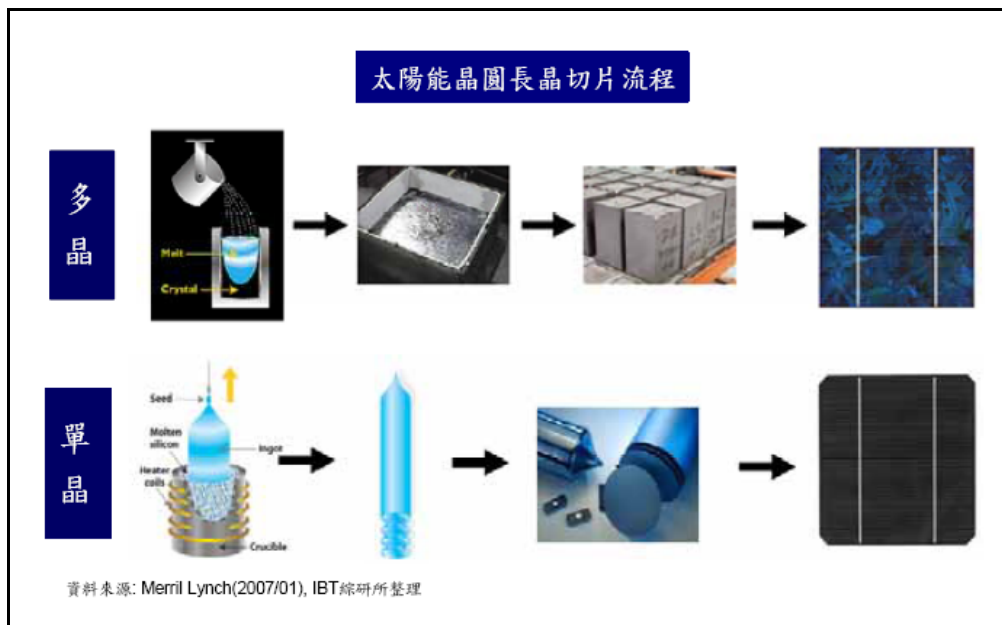 太陽能晶圓長晶切片流程
多晶
Melt
Crystal
單晶
Seed
Molten
silicon
Ingot
Heater
coils
Crucible
資料來源: Merril Lynch(2007/01), IBT綜研所整理